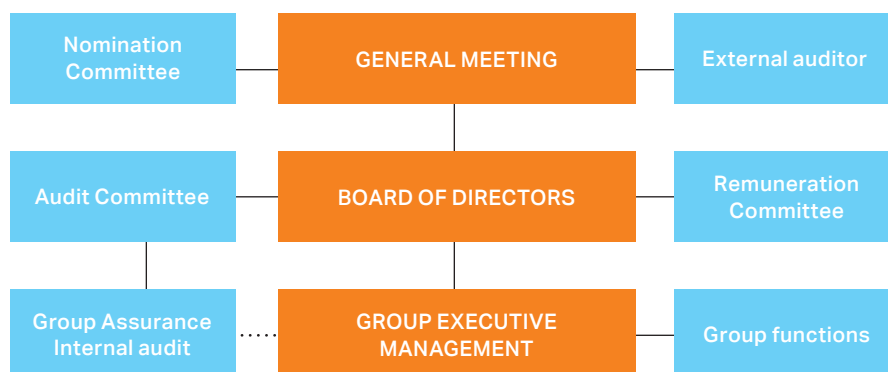 Nomination
Committee
GENERAL MEETING
External auditor
Audit Committee
BOARD OF DIRECTORS
Remuneration
Committee
Group Assurance
Internal audit
GROUP EXECUTIVE
MANAGEMENT
Group functions